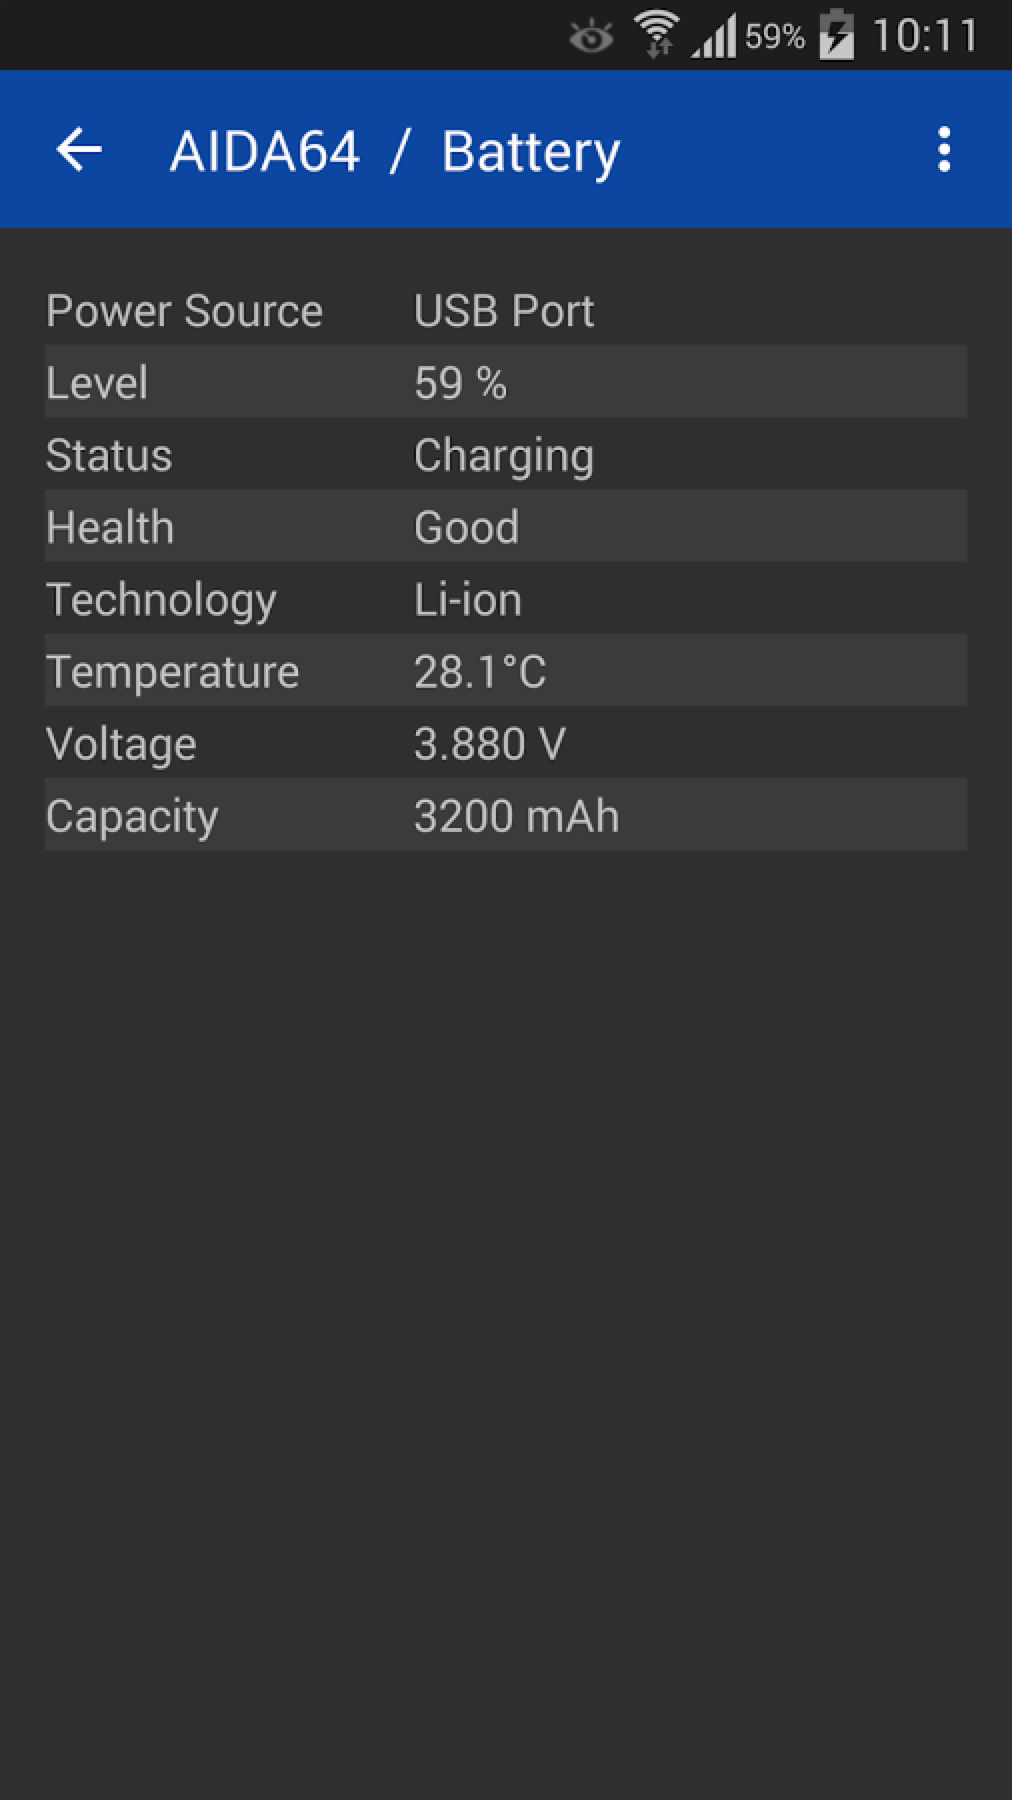 59% 10:11
AIDA64 / Battery
Power Source USB Port
Level 59 %
Status Charging
Health Good
Technology Li-ion
Temperature 28.1°C
Voltage 3.880 V
Capacity 3200 mAh